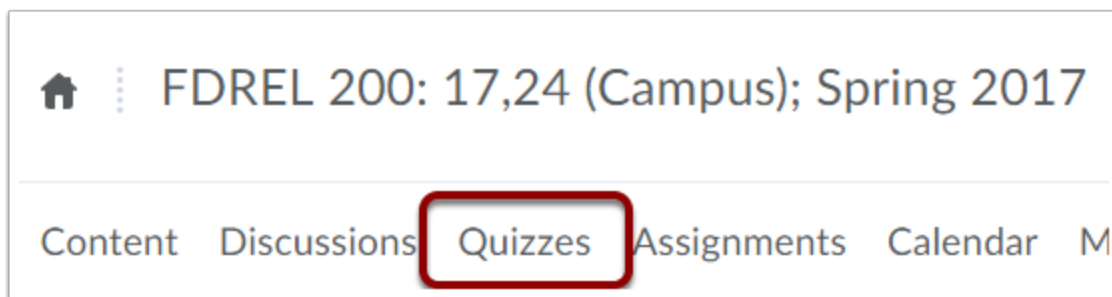 FDREL 200: 17,24 (Campus); Spring 2017
Content Discussions Quizzes Assignments Calendar M